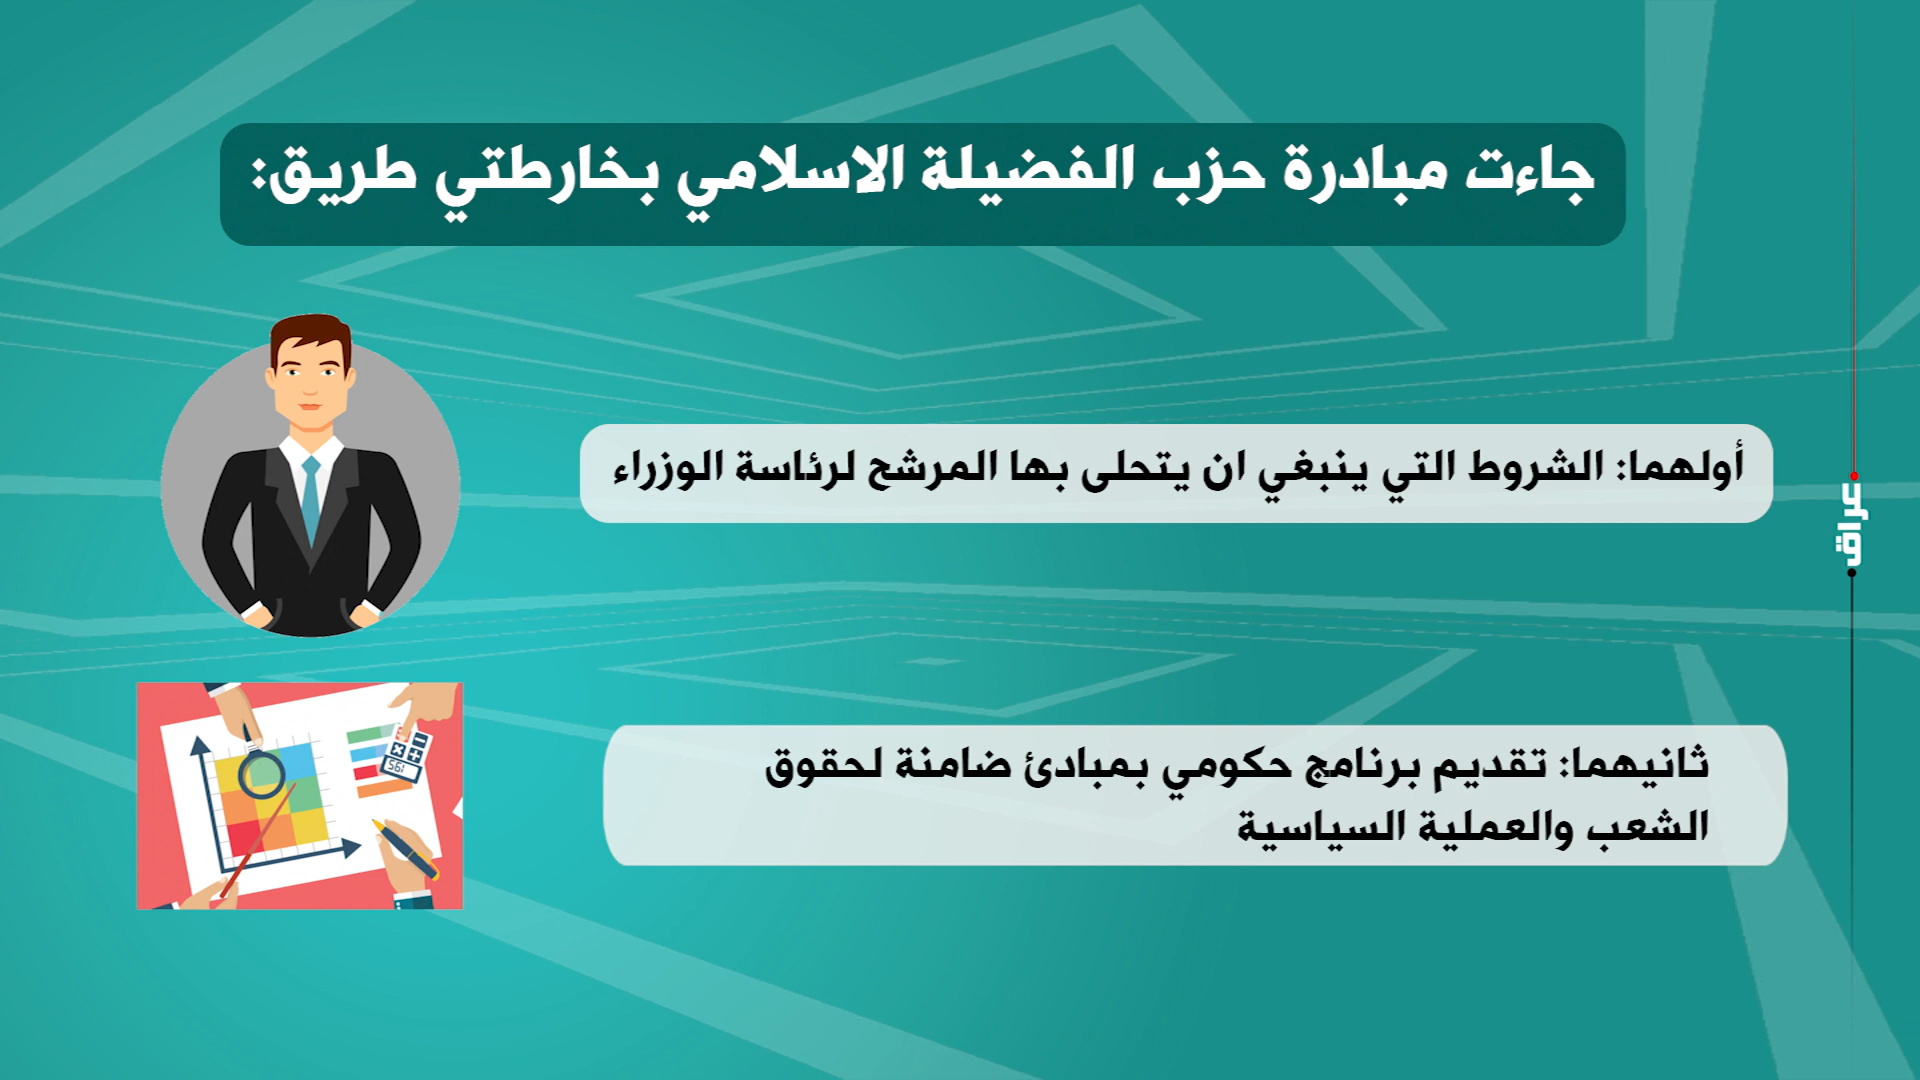 جاءت مبادرة حزب الفضيلة الاسلامي بخارطتي طريق:
أولهما: الشروط التي ينبغي ان يتحلى بها المرشح لرئاسة الوزراء
عراق
ثانيهما: تقديم برنامج حكومي بمبادئ ضامنة لحقوق
الشعب والعملية السياسية